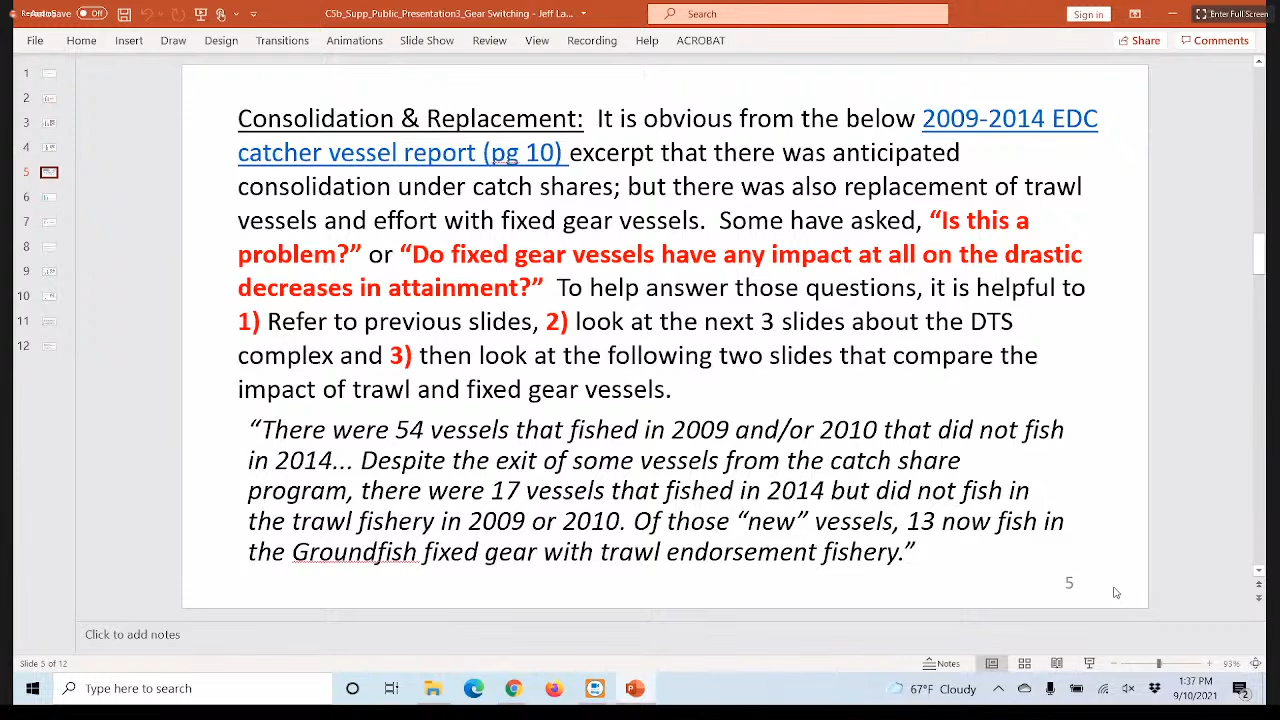 AutoSave Off
C5b_Supp_Public_Presentation3_Gear Switching - Jeff La...
Search
Sign in
Enter Full Screen
File Home Insert Draw Design Transitions Animations Slide Show Review View Recording Help ACROBAT
Share Comments
1
2
3
4
5
6
7
8
9
10
11
12
Consolidation & Replacement: It is obvious from the below 2009-2014 EDC
catcher vessel report (pg 10) excerpt that there was anticipated
consolidation under catch shares; but there was also replacement of trawl
vessels and effort with fixed gear vessels. Some have asked, “Is this a
problem?” or “Do fixed gear vessels have any impact at all on the drastic
decreases in attainment?” To help answer those questions, it is helpful to
1) Refer to previous slides, 2) look at the next 3 slides about the DTS
complex and 3) then look at the following two slides that compare the
impact of trawl and fixed gear vessels.
“There were 54 vessels that fished in 2009 and/or 2010 that did not fish
in 2014... Despite the exit of some vessels from the catch share
program, there were 17 vessels that fished in 2014 but did not fish in
the trawl fishery in 2009 or 2010. Of those “new” vessels, 13 now fish in
the Groundfish fixed gear with trawl endorsement fishery.”
5
Click to add notes
Slide 5 of 12
Notes
93%
Type here to search
67°F Cloudy
1:37 PM
9/10/2021
2